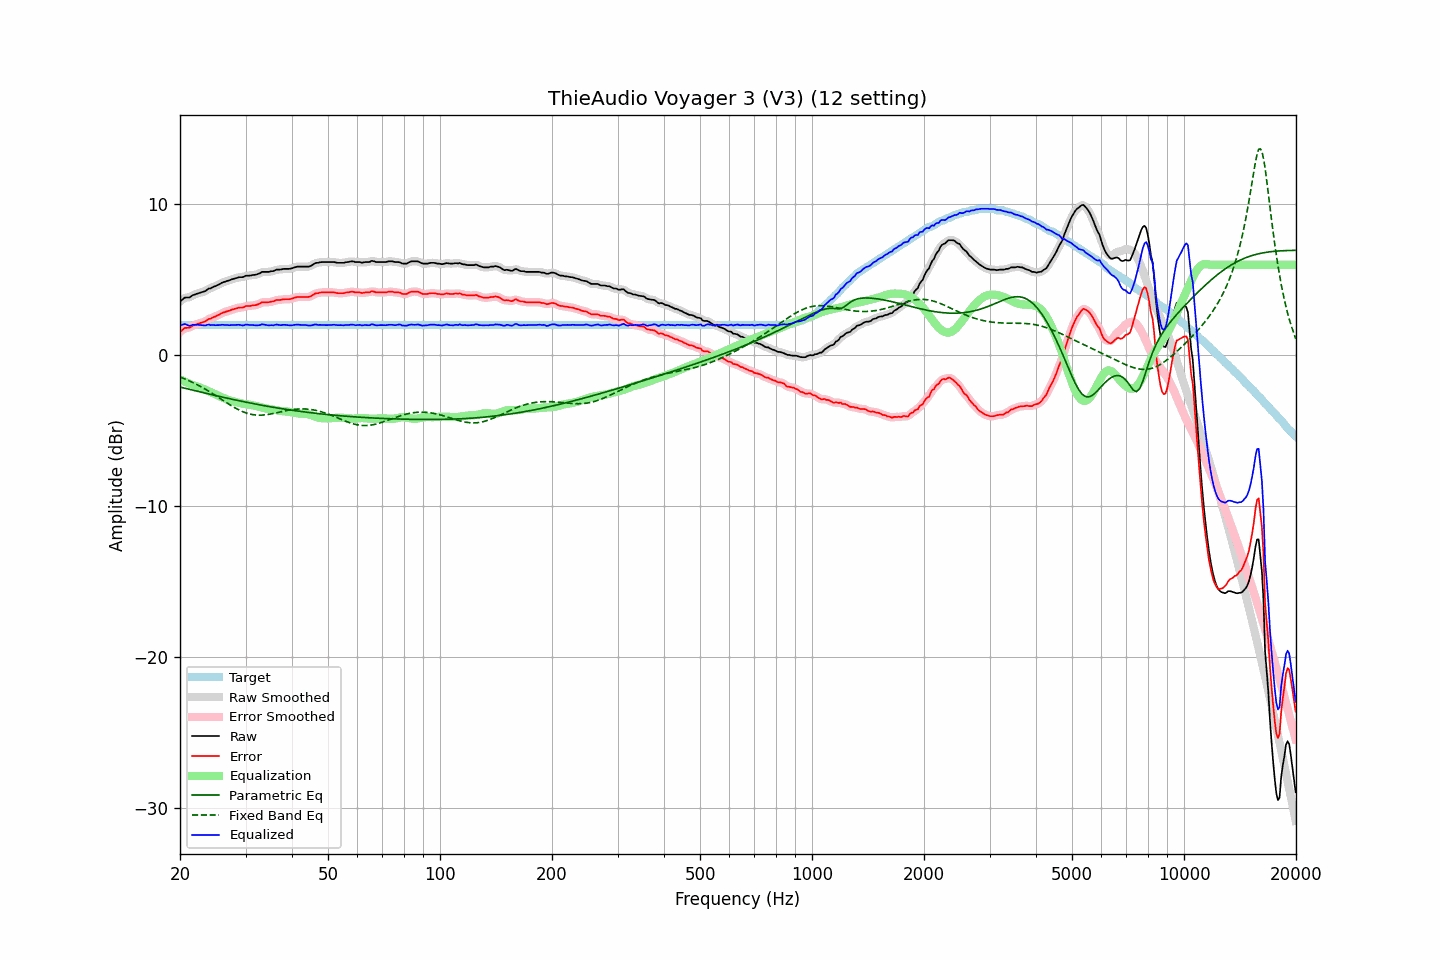 ThieAudio Voyager 3 (V3) (12 setting)
Amplitude (dBr)
10
0
−10
−20
−30
Target
Raw Smoothed
Error Smoothed
Raw
Error
Equalization
Parametric Eq
Fixed Band Eq
Equalized
20 50 100 200 500 1000 2000 5000 10000 20000
Frequency (Hz)